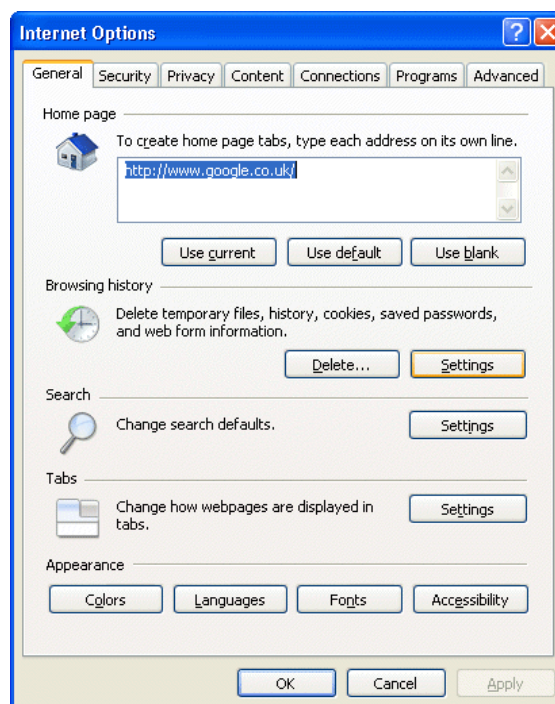 Internet Options
General Security Privacy Content Connections Programs Advanced
Home page
To create home page tabs, type each address on its own line.
http://www.google.co.uk/
Use current Use default Use blank
Browsing history
Delete temporary files, history, cookies, saved passwords,
and web form information.
Delete... Settings
Search
Change search defaults. Settings
Tabs
Change how webpages are displayed in
tabs.
Settings
Appearance
Colors Languages Fonts Accessibility
OK Cancel Apply